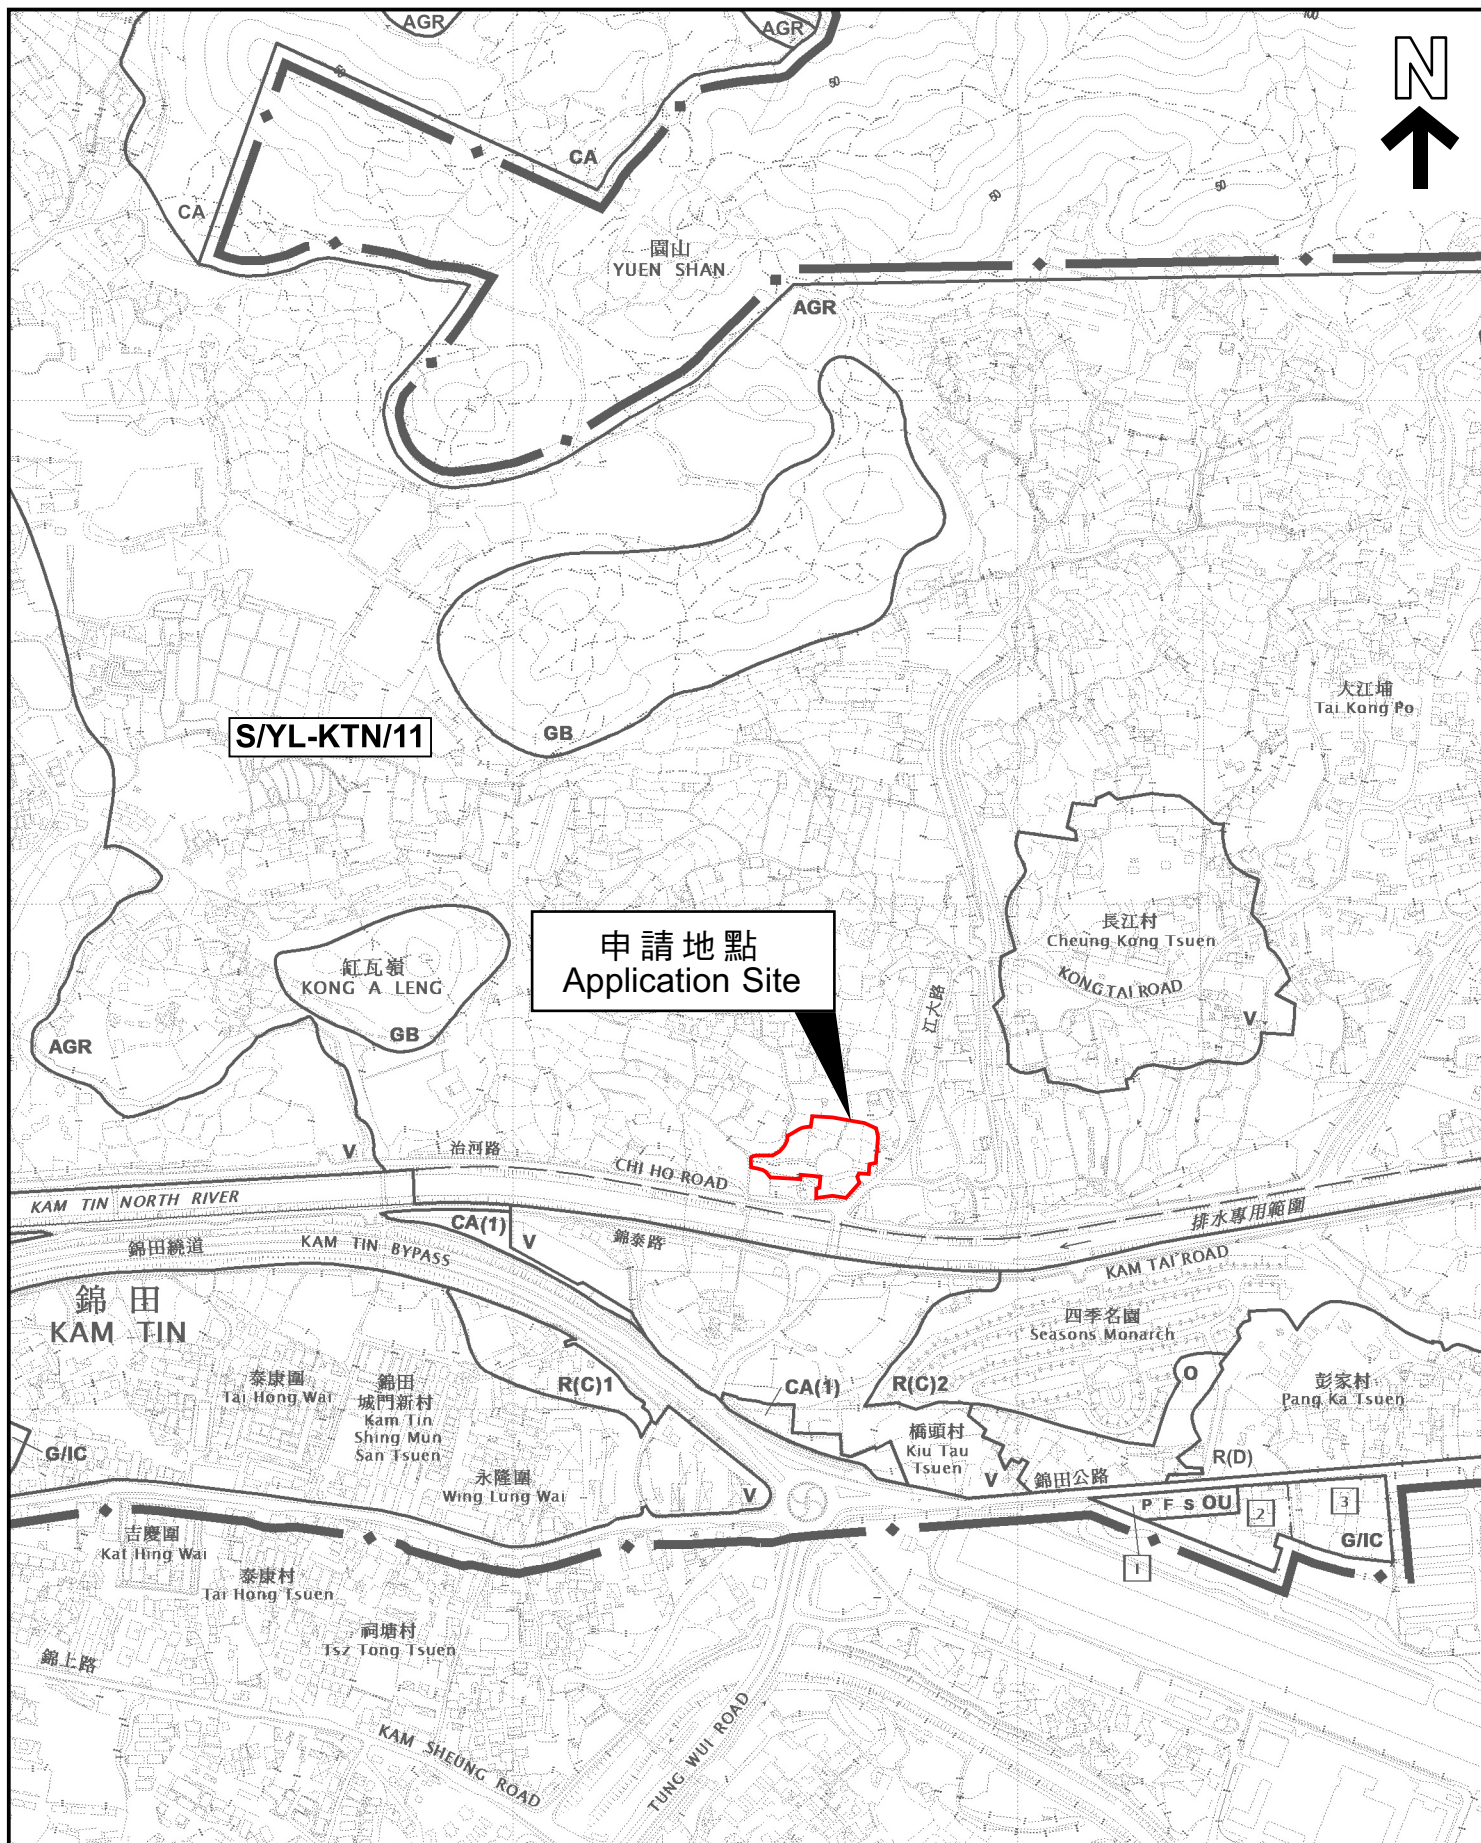 AGR
AGR
100
N
50
50
CA
50
50
CA
園山
YUEN SHAN
AGR
大江埔
Tai Kong Po
S/YL-KTN/11
GB
長江村
Cheung Kong Tsuen
KONG TAI ROAD
V
申請地點
Application Site
缸瓦嶺
KONG A LENG
GB
AGR
江大路
V
治河路
CHI HO ROAD
KAM TIN NORTH RIVER
排水專用範圍
CA(1)
V
錦泰路
錦田繞道
KAM TIN BYPASS
KAM TAI ROAD
錦田
KAM TIN
四季名園
Seasons Monarch
泰康圍
Tai Hong Wai
錦田
城門新村
Kam Tin
Shing Mun
San Tsuen
R(C)1
CA(1)
R(C)2
O
彭家村
Pang Ka Tsuen
G/IC
橋頭村
Kiu Tau
Tsuen
V
R(D)
錦田公路
永隆圍
Wing Lung Wai
V
P F S OU
2
3
G/IC
1
吉慶圍
Kat Hing Wai
泰康村
Tai Hong Tsuen
祠塘村
Tsz Tong Tsuen
錦上路
KAM SHEUNG ROAD
TUNG WUI ROAD